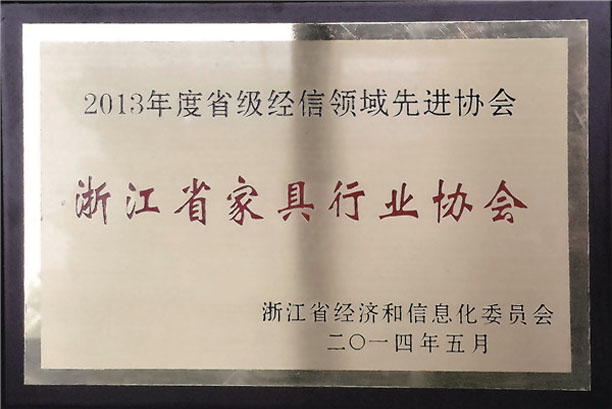 2013年度省级经信领域先进协会
浙江省家具行业协会
浙江省经济和信息化委员会
二〇一四年五月